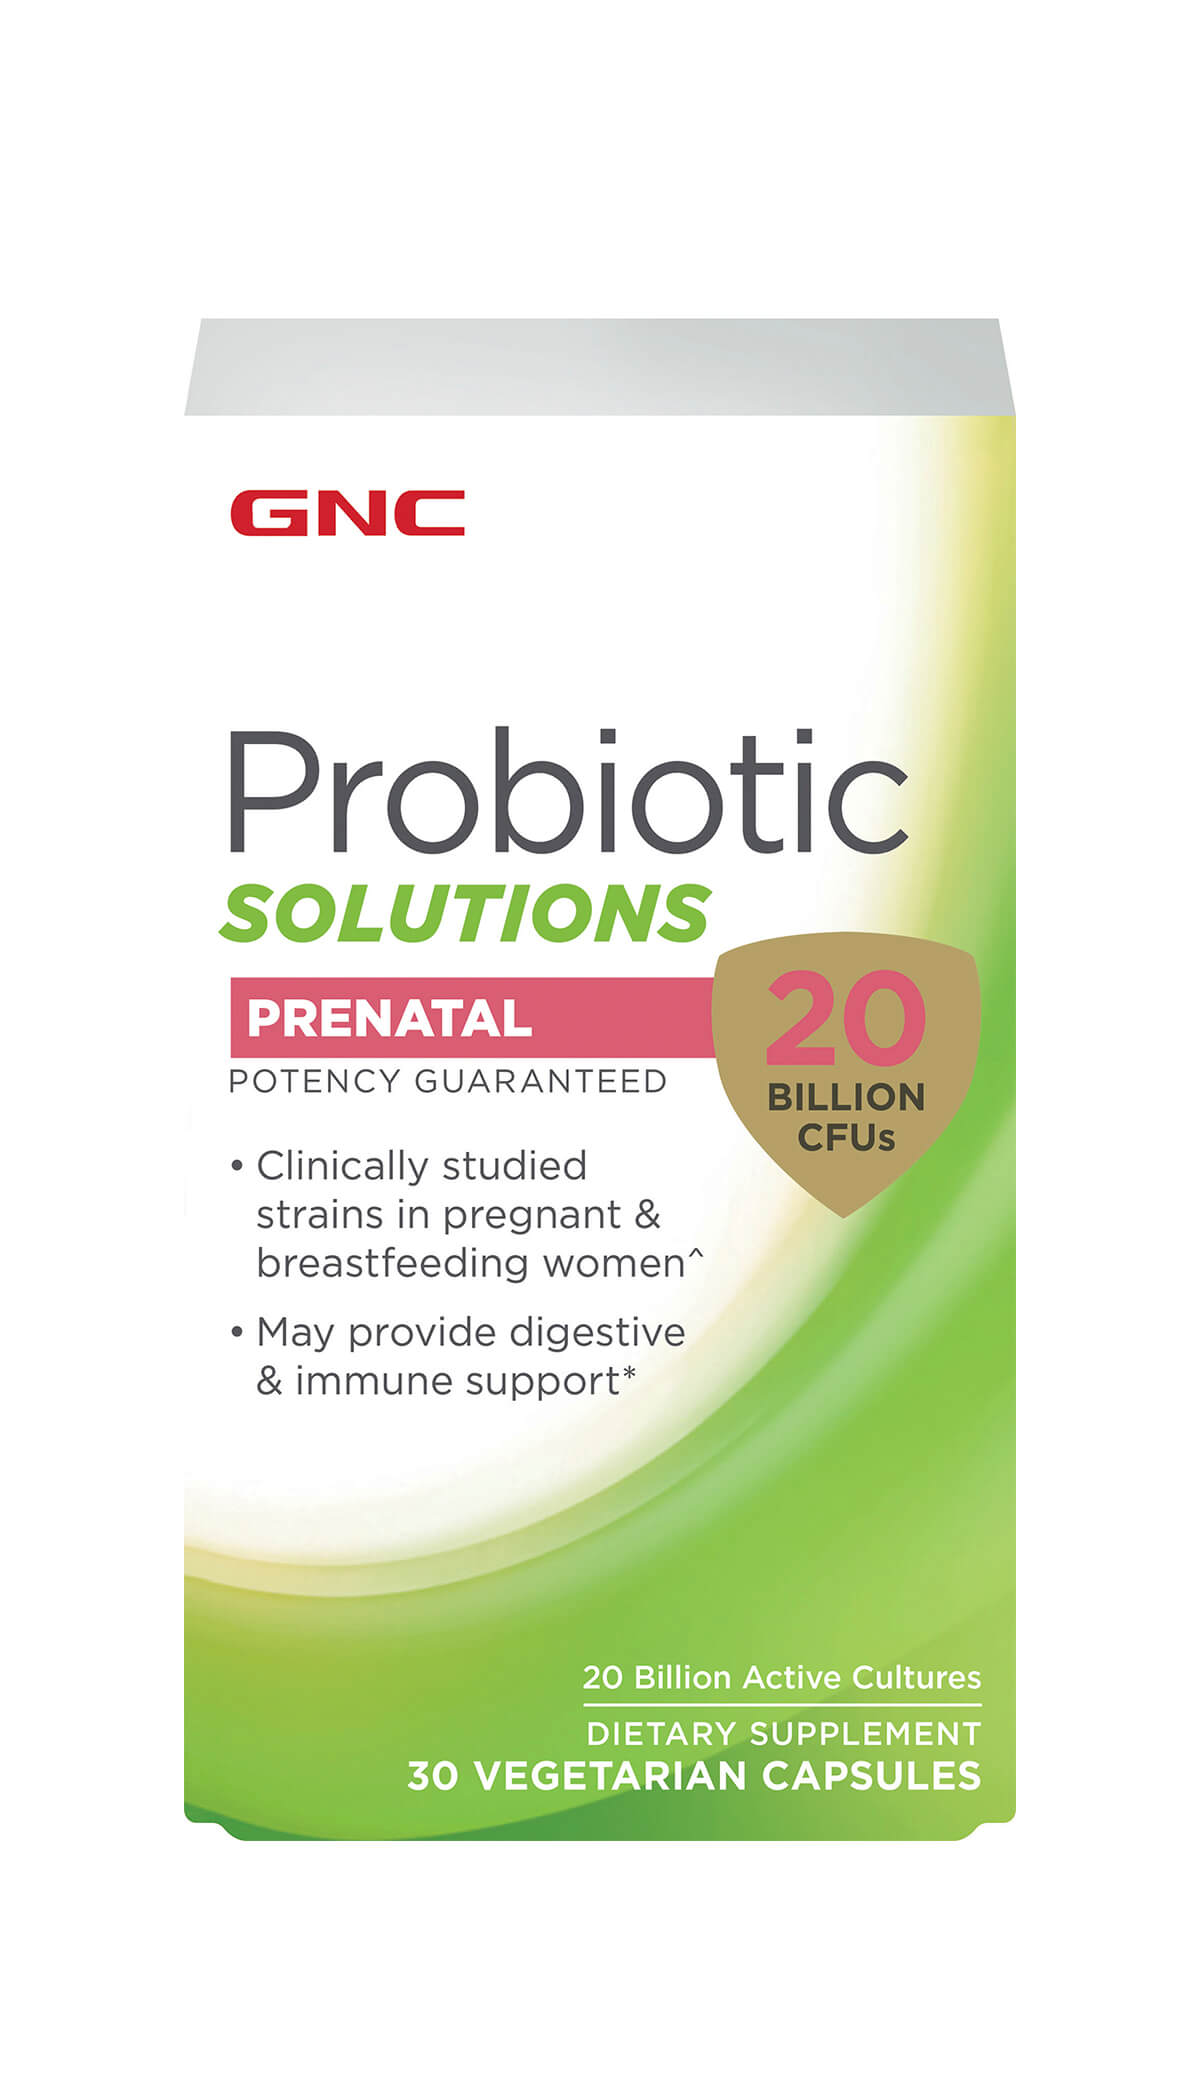 GNC
Probiotic
SOLUTIONS
PRENATAL
POTENCY GUARANTEED
20
BILLION
CFUs
• Clinically studied
strains in pregnant &
breastfeeding women^
• May provide digestive
& immune support*
20 Billion Active Cultures
DIETARY SUPPLEMENT
30 VEGETARIAN CAPSULES